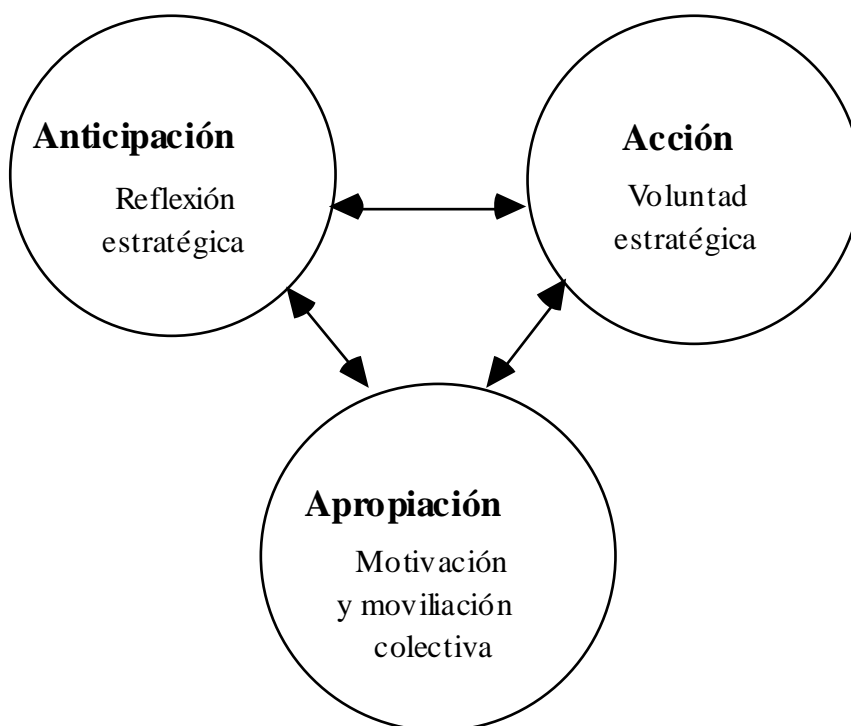 Anticipación
Reflexión
estratégica
Acción
Voluntad
estratégica
Apropiación
Motivación
y moviliación
colectiva